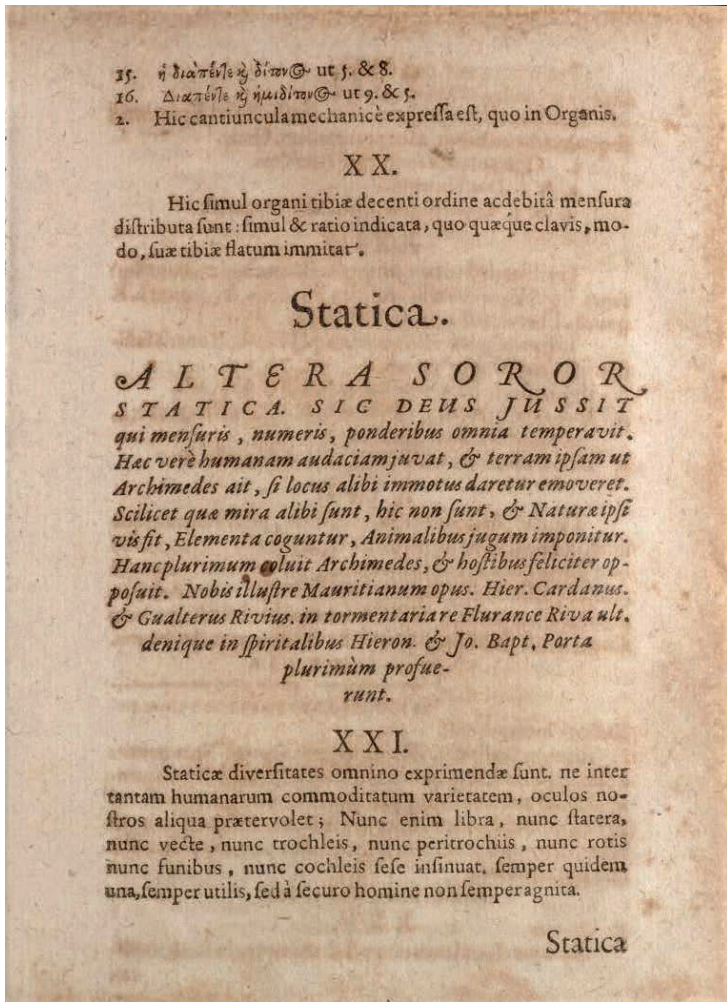 15. ἡ διαπέντε καὶ δίτονος ut 5. & 8.
16. Διαπέντε καὶ ἡμιδίτονος ut 9. & 5.
2. Hic cantiuncula mechanicè expreſſa eſt, quo in Organis.
XX.
Hic ſimul organi tibiæ decenti ordine ac debitâ menſura
diſtributa ſunt: ſimul & ratio indicata, quo quæque clavis, mo-
do, ſuæ tibiæ flatum immitat.
Statica.
ALTERA SOROR
STATICA. SIC DEUS JUSSIT
qui menſuris, numeris, ponderibus omnia temperavit.
Hæc verè humanam audaciam juvat, & terram ipſam ut
Archimedes ait, ſi locus alibi immotus daretur emoveret.
Scilicet quæ mira alibi ſunt, hic non ſunt, & Naturæ ipſi
vis fit, Elementa coguntur, Animalibus jugum imponitur.
Hanc plurimum coluit Archimedes, & hoſtibus feliciter op-
poſuit. Nobis illuſtre Mauritianum opus. Hier. Cardanus.
& Gualterus Rivius. in tormentaria re Flurance Riva ult.
denique in ſpiritalibus Hieron. & Jo. Bapt. Porta
plurimùm profue-
runt.
XXI.
Staticæ diverſitates omnino exprimendæ ſunt. ne inter
tantam humanarum commoditatum varietatem, oculos no-
ſtros aliqua prætervolet; Nunc enim libra, nunc ſtatera,
nunc vecte, nunc trochleis, nunc peritrochiis, nunc rotis
nunc funibus, nunc cochleis ſeſe inſinuat. ſemper quidem
una, ſemper utilis, ſed à ſecuro homine non ſemper agnita.
Statica